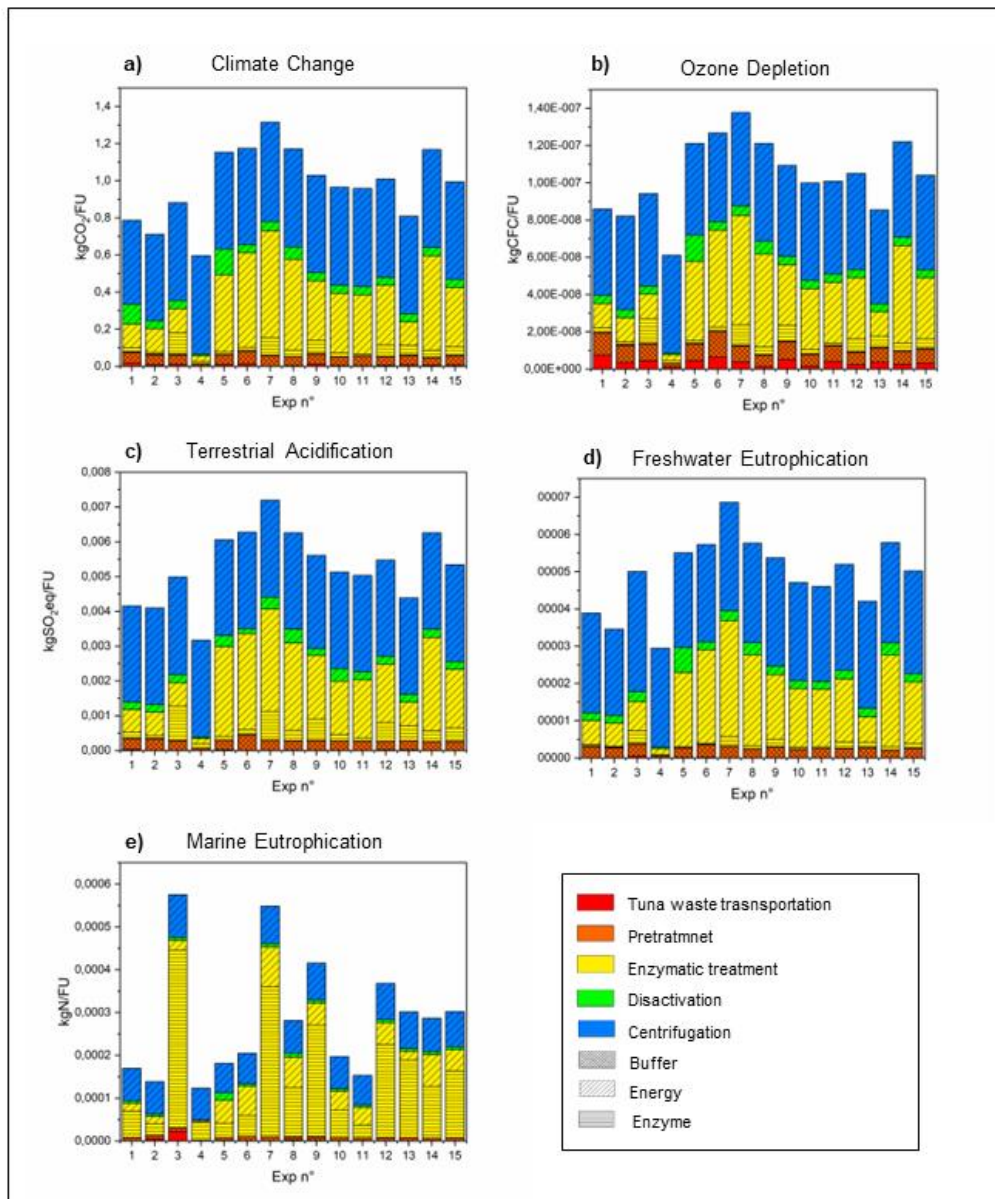 a) Climate Change
kgCO2/FU
1,4
1,2
1,0
0,8
0,6
0,4
0,2
0,0
1 2 3 4 5 6 7 8 9 10 11 12 13 14 15
Exp n°
b) Ozone Depletion
kgCFC/FU
1,40E-007
1,20E-007
1,00E-007
8,00E-008
6,00E-008
4,00E-008
2,00E-008
0,00E+000
1 2 3 4 5 6 7 8 9 10 11 12 13 14 15
Exp n°
c) Terrestrial Acidification
kgSO2eq/FU
0,008
0,007
0,006
0,005
0,004
0,003
0,002
0,001
0,000
1 2 3 4 5 6 7 8 9 10 11 12 13 14 15
Exp n°
d) Freshwater Eutrophication
00007
00006
00005
00004
00003
00002
00001
00000
1 2 3 4 5 6 7 8 9 10 11 12 13 14 15
Exp n°
e) Marine Eutrophication
kgN/FU
0,0006
0,0005
0,0004
0,0003
0,0002
0,0001
0,0000
1 2 3 4 5 6 7 8 9 10 11 12 13 14 15
Exp n°
Tuna waste trasnsportation
Pretratmnet
Enzymatic treatment
Disactivation
Centrifugation
Buffer
Energy
Enzyme